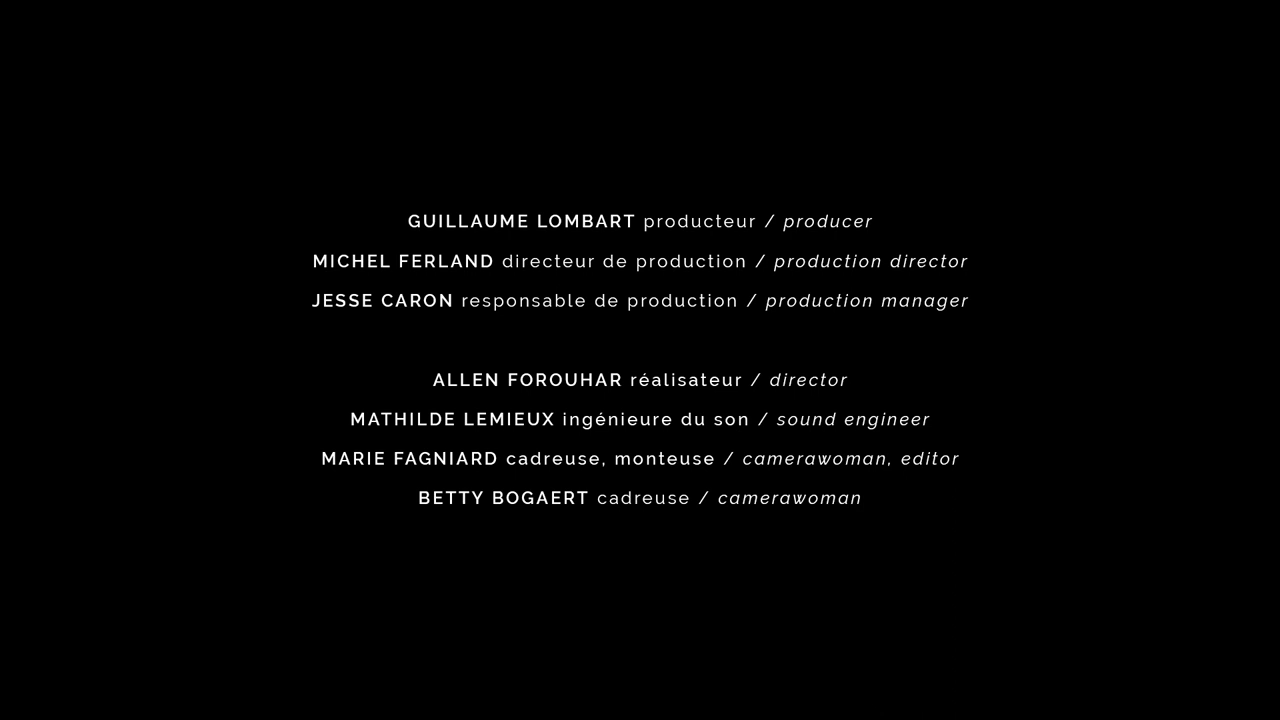 GUILLAUME LOMBART producteur / producer
MICHEL FERLAND directeur de production / production director
JESSE CARON responsable de production / production manager
ALLEN FOROUHAR réalisateur / director
MATHILDE LEMIEUX ingénieure du son / sound engineer
MARIE FAGNIARD cadreuse, monteuse / camerawoman, editor
BETTY BOGAERT cadreuse / camerawoman